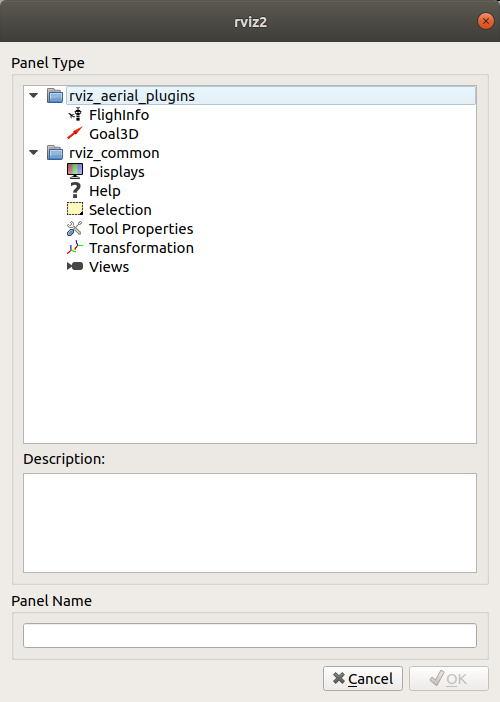 rviz2
Panel Type
rviz_aerial_plugins
FlighInfo
Goal3D
rviz_common
Displays
Help
Selection
Tool Properties
Transformation
Views
Description:
Panel Name
Cancel
OK